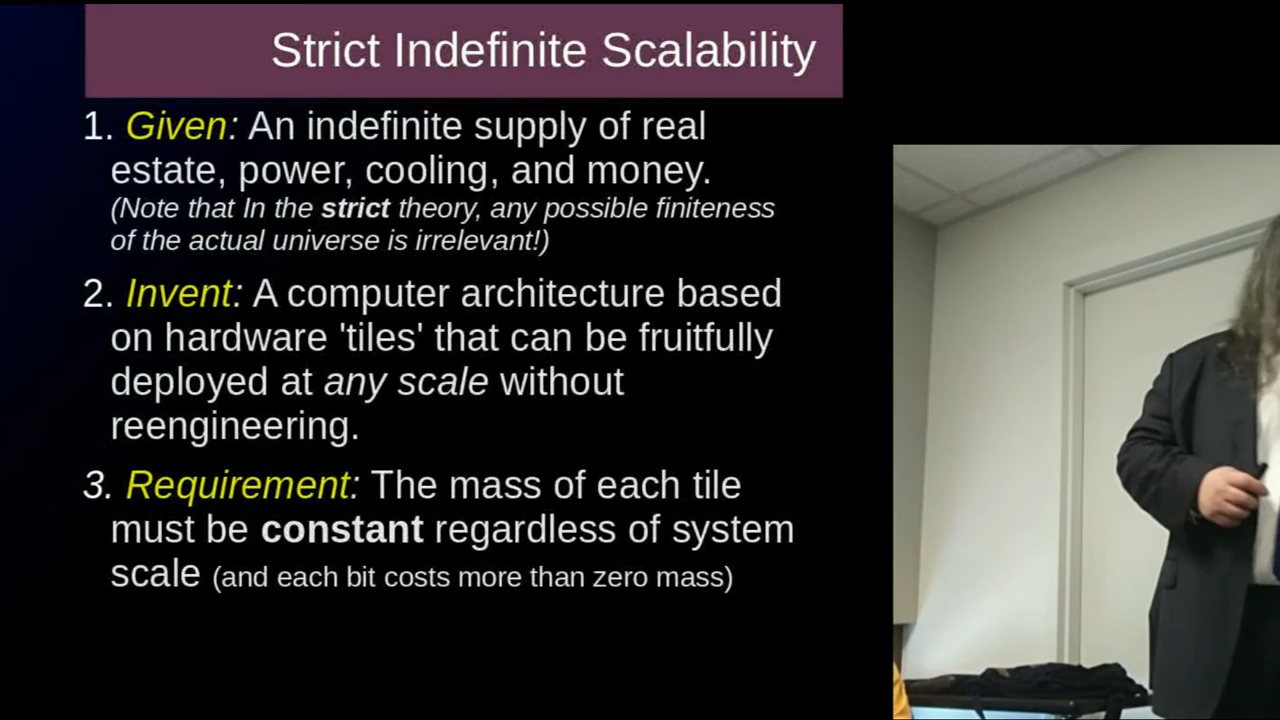 Strict Indefinite Scalability
1. Given: An indefinite supply of real
estate, power, cooling, and money.
(Note that In the strict theory, any possible finiteness
of the actual universe is irrelevant!)
2. Invent: A computer architecture based
on hardware 'tiles' that can be fruitfully
deployed at any scale without
reengineering.
3. Requirement: The mass of each tile
must be constant regardless of system
scale (and each bit costs more than zero mass)